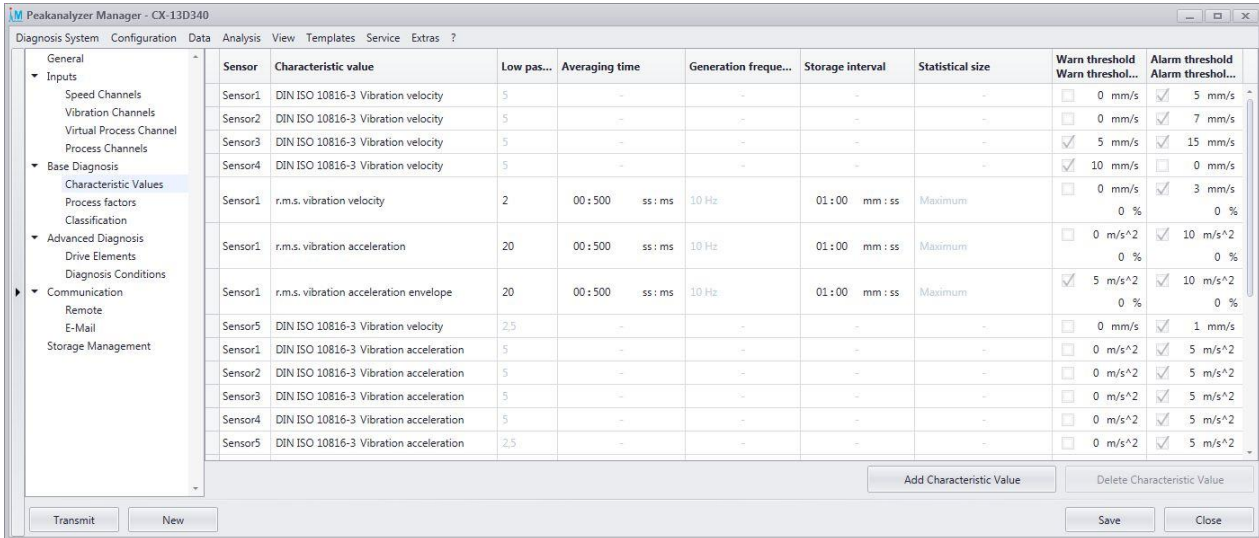 Peakanalyzer Manager - CX-13D340
Diagnosis System Configuration Data Analysis View Templates Service Extras ?
General
Inputs
Speed Channels
Vibration Channels
Virtual Process Channel
Process Channels
Base Diagnosis
Characteristic Values
Process factors
Classification
Advanced Diagnosis
Drive Elements
Diagnosis Conditions
Communication
Remote
E-Mail
Storage Management
Sensor Characteristic value Low pas... Averaging time Generation freque... Storage interval Statistical size Warn threshold Alarm threshold
Warn threshol... Alarm threshol...
Sensor1 DIN ISO 10816-3 Vibration velocity 5 - - - - 0 mm/s 5 mm/s
Sensor2 DIN ISO 10816-3 Vibration velocity 5 - - - - 0 mm/s 7 mm/s
Sensor3 DIN ISO 10816-3 Vibration velocity 5 - - - - 5 mm/s 15 mm/s
Sensor4 DIN ISO 10816-3 Vibration velocity 5 - - - - 10 mm/s 0 mm/s
Sensor1 r.m.s. vibration velocity 2 00:500 ss:ms 10 Hz 01:00 mm:ss Maximum 0 mm/s 3 mm/s
0 % 0 %
Sensor1 r.m.s. vibration acceleration 20 00:500 ss:ms 10 Hz 01:00 mm:ss Maximum 0 m/s^2 10 m/s^2
0 % 0 %
Sensor1 r.m.s. vibration acceleration envelope 20 00:500 ss:ms 10 Hz 01:00 mm:ss Maximum 5 m/s^2 10 m/s^2
0 % 0 %
Sensor5 DIN ISO 10816-3 Vibration velocity 2,5 - - - - 0 mm/s 1 mm/s
Sensor1 DIN ISO 10816-3 Vibration acceleration 5 - - - - 0 m/s^2 5 m/s^2
Sensor2 DIN ISO 10816-3 Vibration acceleration 5 - - - - 0 m/s^2 5 m/s^2
Sensor3 DIN ISO 10816-3 Vibration acceleration 5 - - - - 0 m/s^2 5 m/s^2
Sensor4 DIN ISO 10816-3 Vibration acceleration 5 - - - - 0 m/s^2 5 m/s^2
Sensor5 DIN ISO 10816-3 Vibration acceleration 2,5 - - - - 0 m/s^2 5 m/s^2
Add Characteristic Value Delete Characteristic Value
Transmit New Save Close